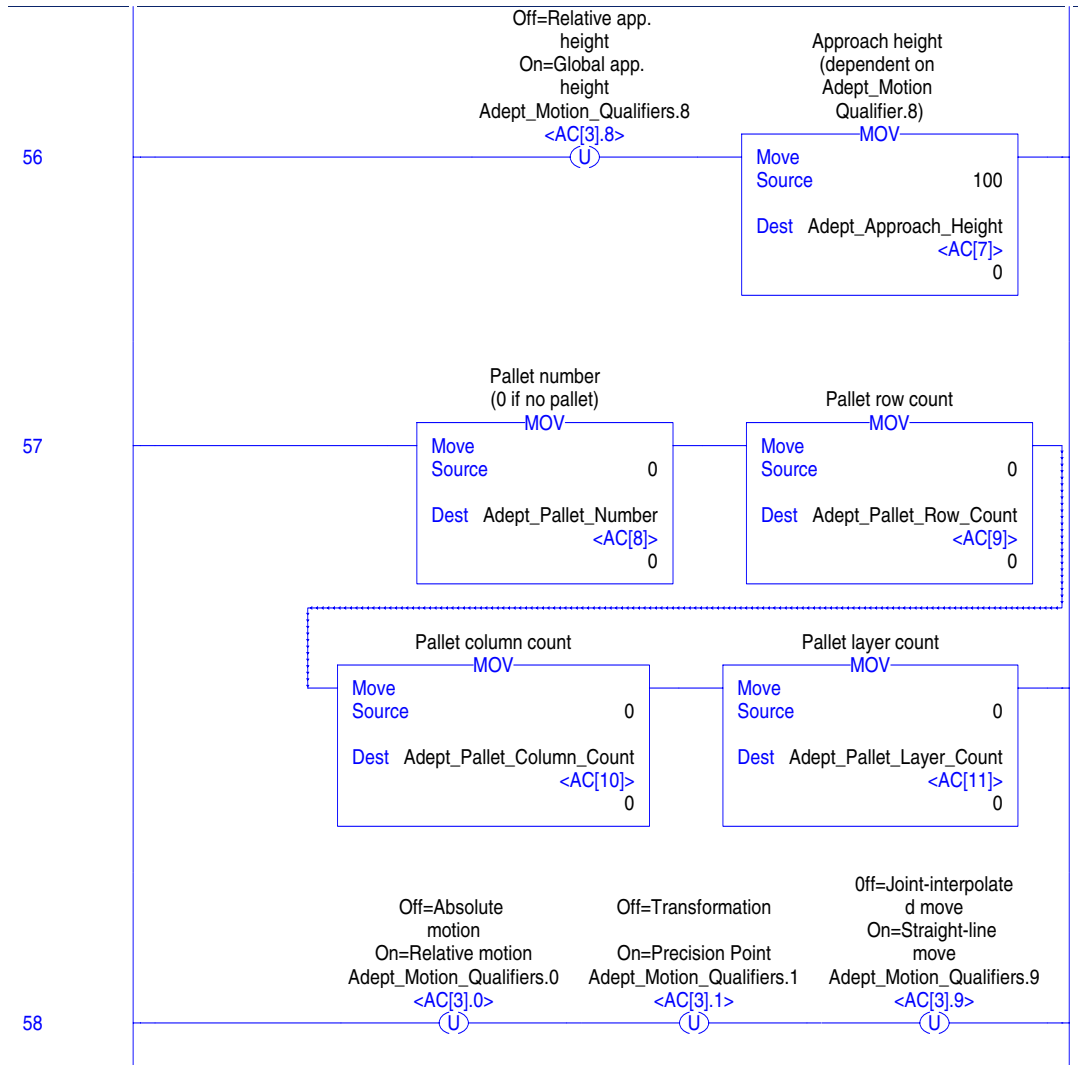 Off=Relative app.
height
On=Global app.
height
Adept_Motion_Qualifiers.8
<AC[3].8>
U
Approach height
(dependent on
Adept_Motion
Qualifier.8)
MOV
Move
Source 100
Dest Adept_Approach_Height
<AC[7]>
0
56
Pallet number
(0 if no pallet)
MOV
Move
Source 0
Dest Adept_Pallet_Number
<AC[8]>
0
Pallet row count
MOV
Move
Source 0
Dest Adept_Pallet_Row_Count
<AC[9]>
0
57
Pallet column count
MOV
Move
Source 0
Dest Adept_Pallet_Column_Count
<AC[10]>
0
Pallet layer count
MOV
Move
Source 0
Dest Adept_Pallet_Layer_Count
<AC[11]>
0
Off=Absolute
motion
On=Relative motion
Adept_Motion_Qualifiers.0
<AC[3].0>
U
Off=Transformation
On=Precision Point
Adept_Motion_Qualifiers.1
<AC[3].1>
U
0ff=Joint-interpolate
d move
On=Straight-line
move
Adept_Motion_Qualifiers.9
<AC[3].9>
U
58